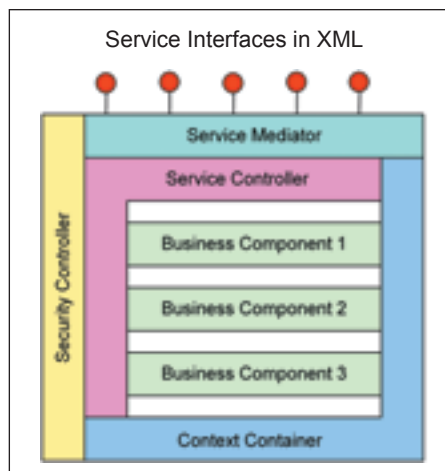 Service Interfaces in XML
Service Mediator
Service Controller
Security Controller
Business Component 1
Business Component 2
Business Component 3
Context Container